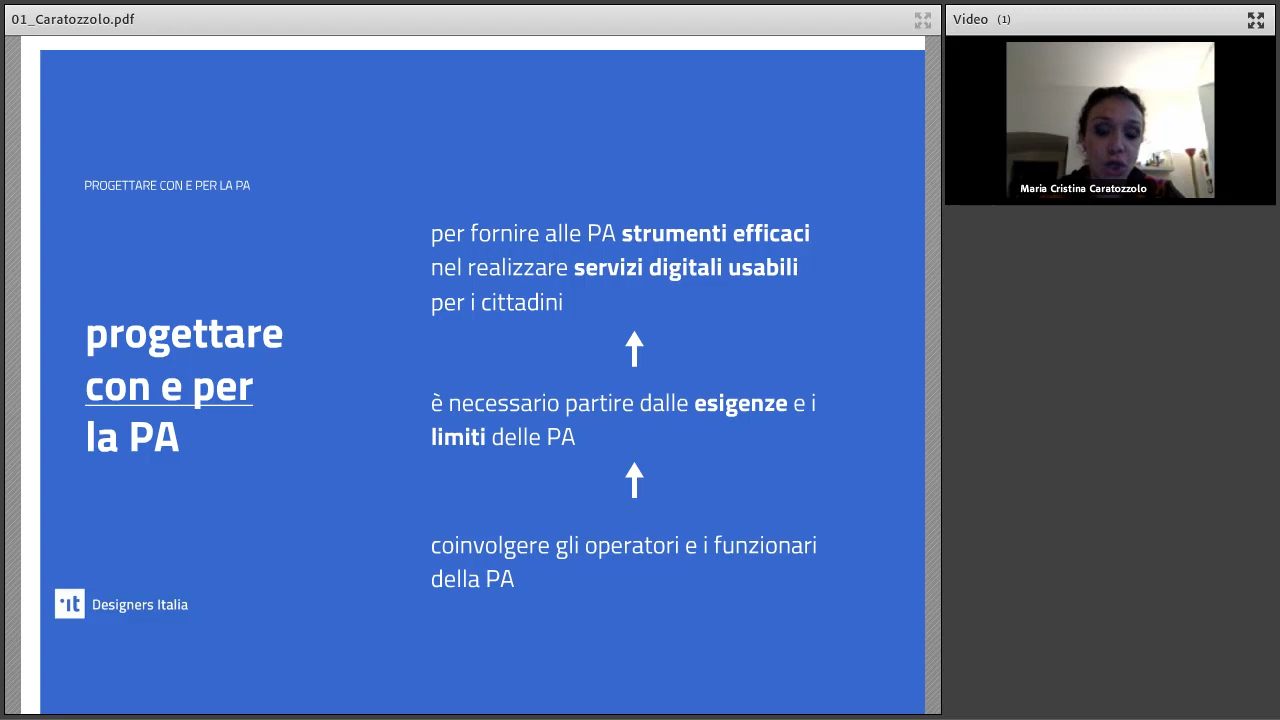 01_Caratozzolo.pdf
Video (1)
Maria Cristina Caratozzolo
PROGETTARE CON E PER LA PA
progettare
con e per
la PA
per fornire alle PA strumenti efficaci
nel realizzare servizi digitali usabili
per i cittadini
è necessario partire dalle esigenze e i
limiti delle PA
coinvolgere gli operatori e i funzionari
della PA
.it Designers Italia